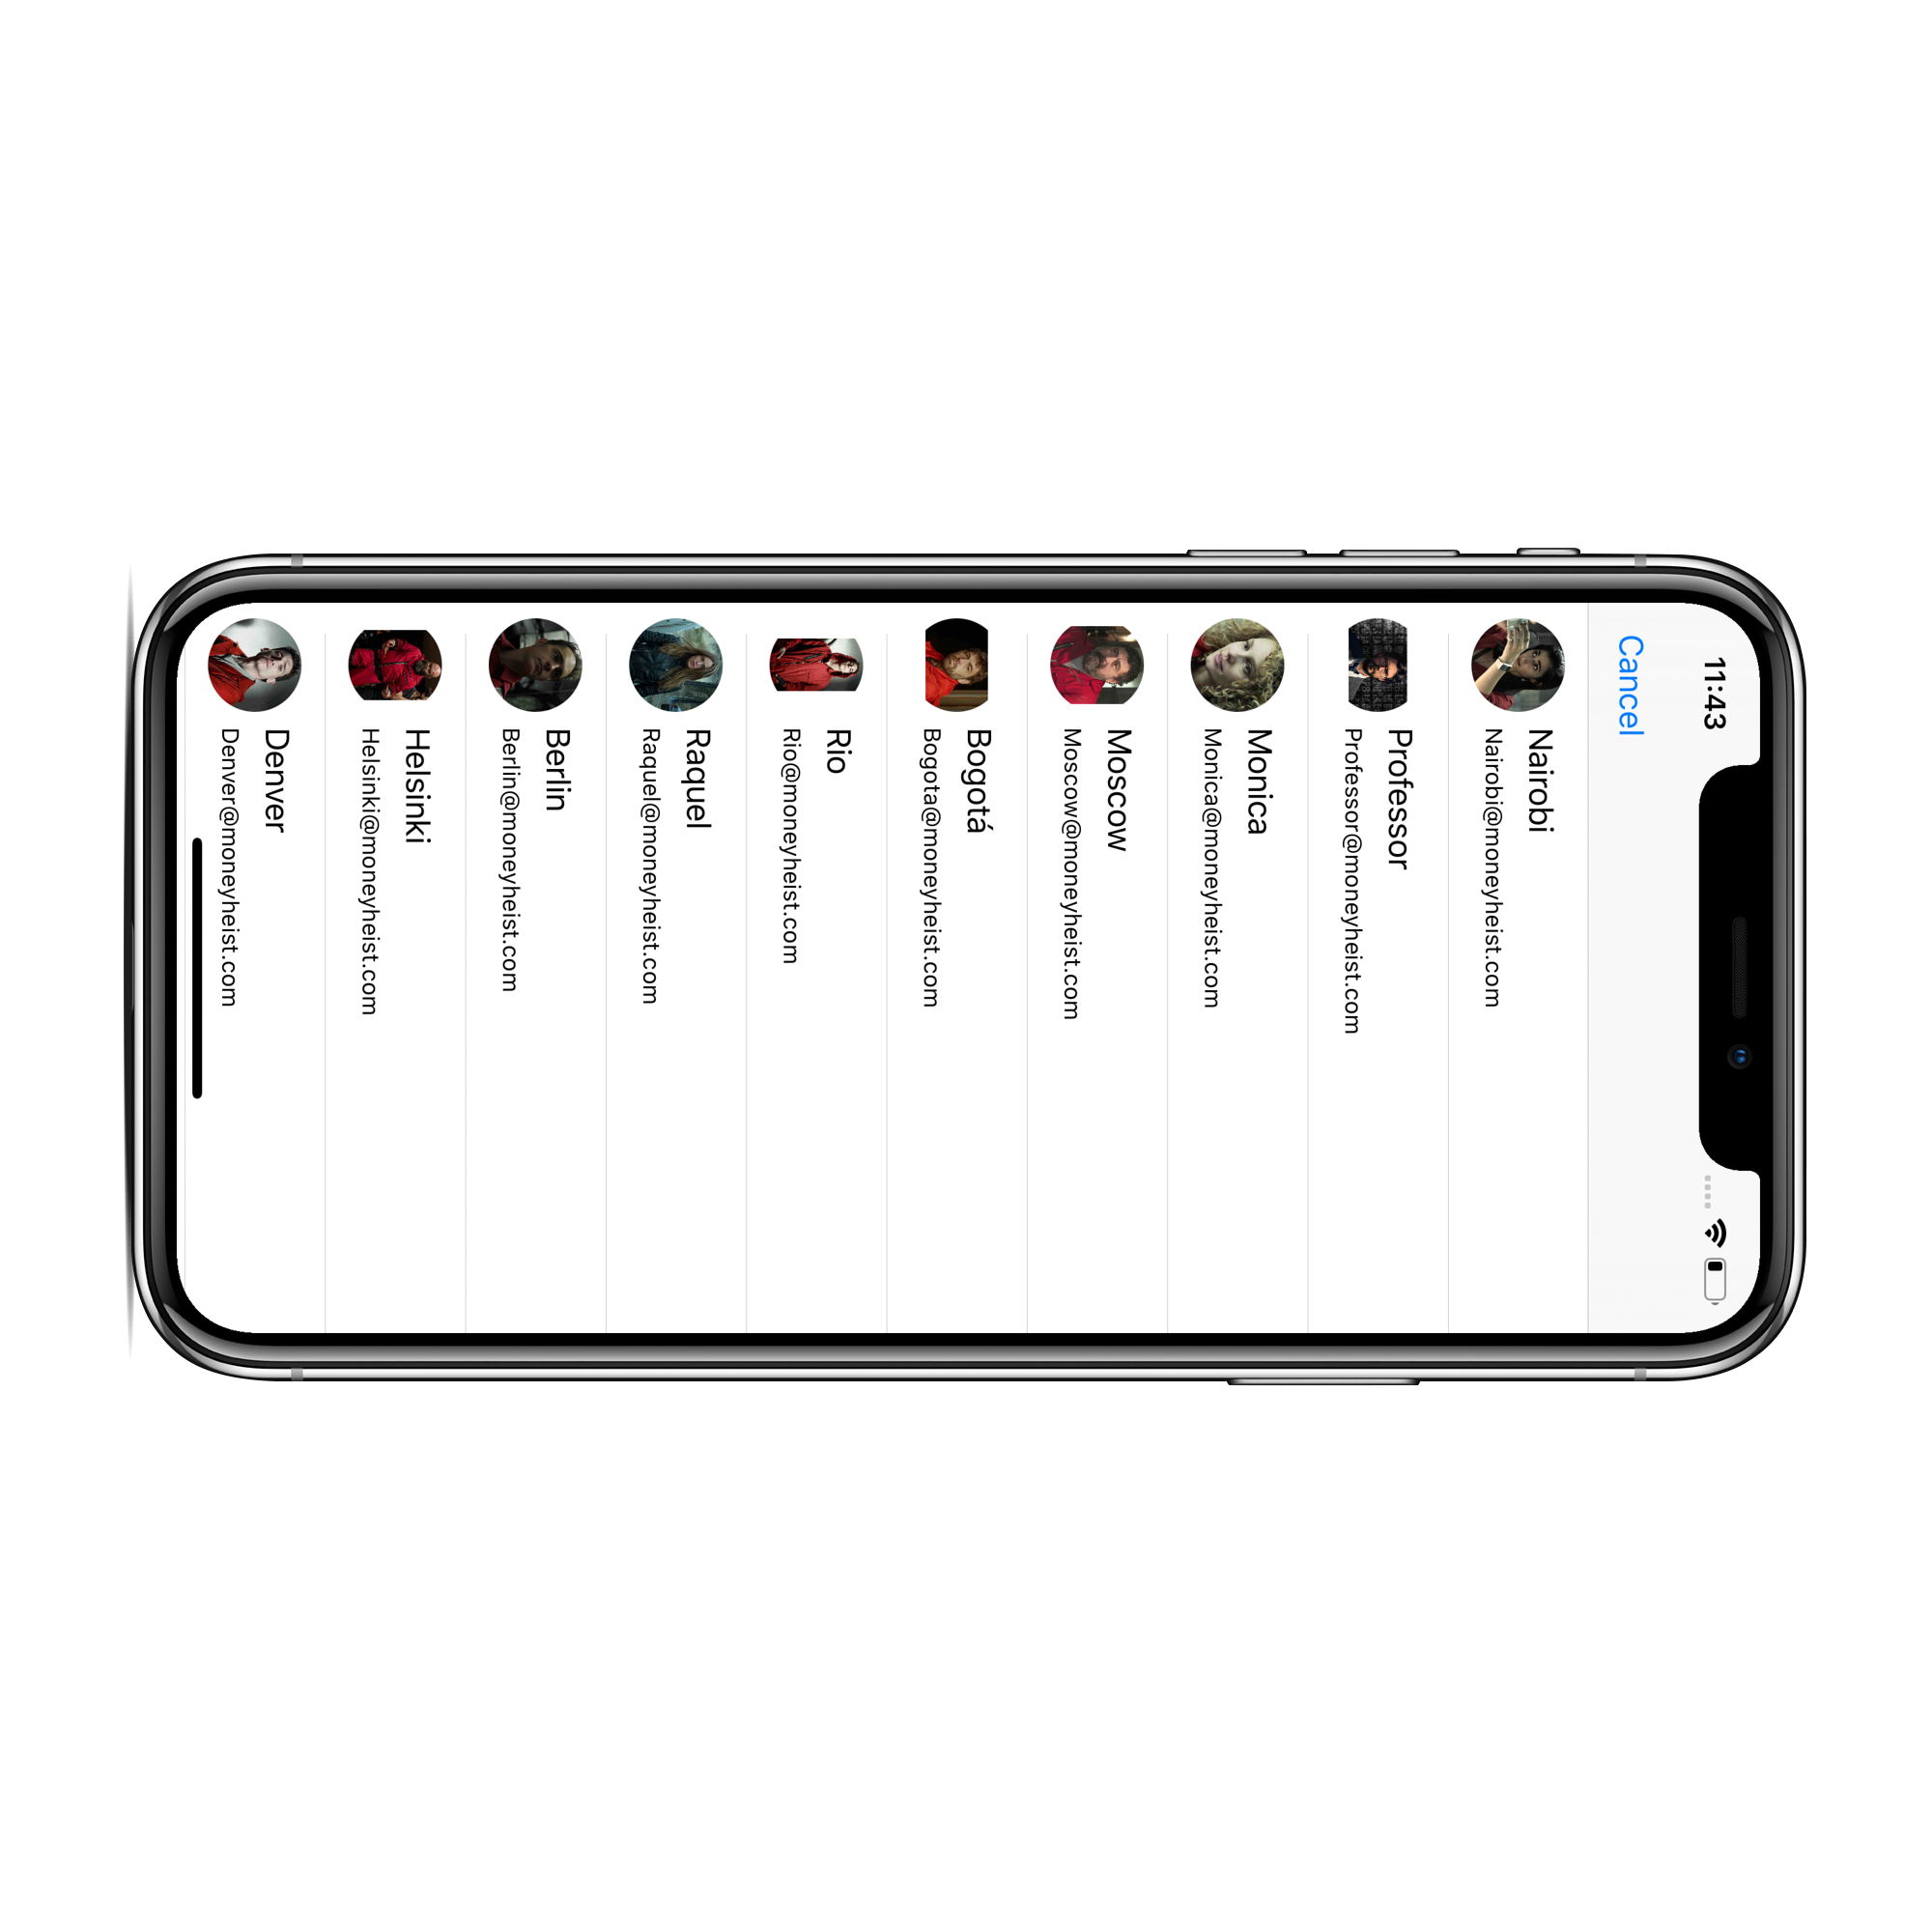 11:43
Cancel
Nairobi
Nairobi@moneyheist.com
Professor
Professor@moneyheist.com
Monica
Monica@moneyheist.com
Moscow
Moscow@moneyheist.com
Bogotá
Bogota@moneyheist.com
Rio
Rio@moneyheist.com
Raquel
Raquel@moneyheist.com
Berlin
Berlin@moneyheist.com
Helsinki
Helsinki@moneyheist.com
Denver
Denver@moneyheist.com